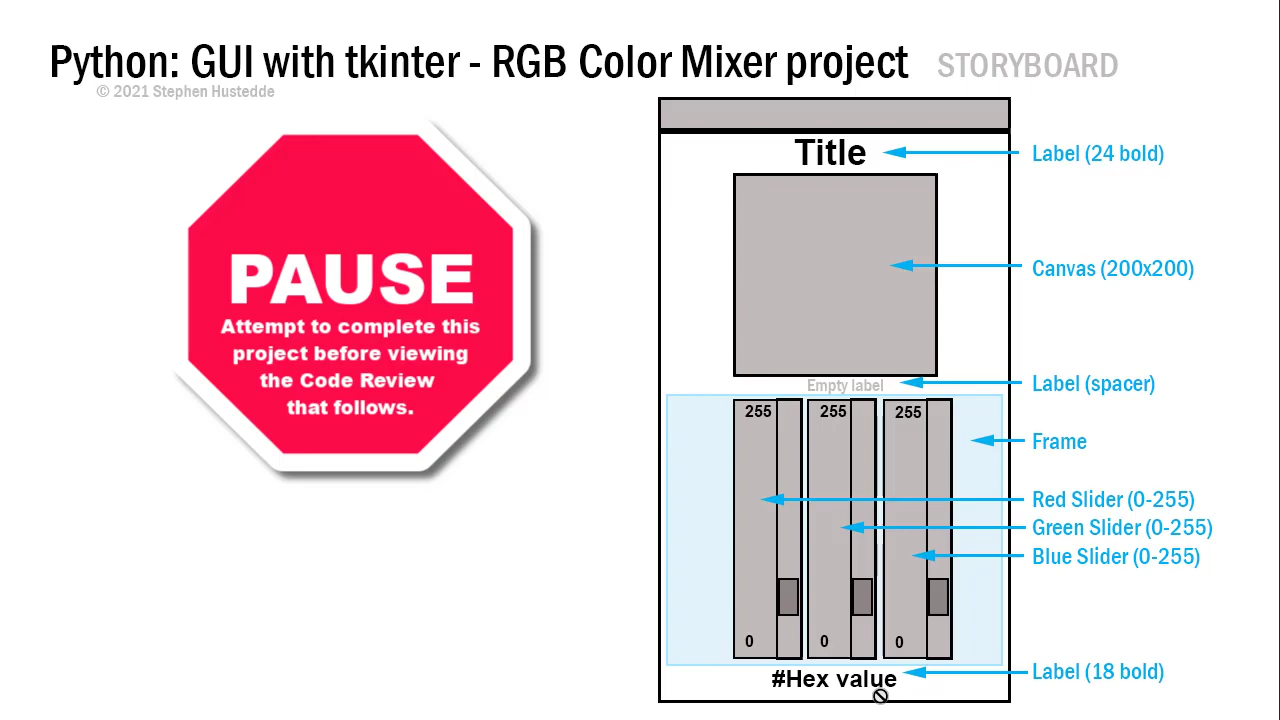 Python: GUI with tkinter - RGB Color Mixer project STORYBOARD
© 2021 Stephen Hustedde
PAUSE
Attempt to complete this
project before viewing
the Code Review
that follows.
Title
Label (24 bold)
Canvas (200x200)
Empty label
Label (spacer)
255 255 255
Frame
Red Slider (0-255)
Green Slider (0-255)
Blue Slider (0-255)
0 0 0
#Hex value
Label (18 bold)